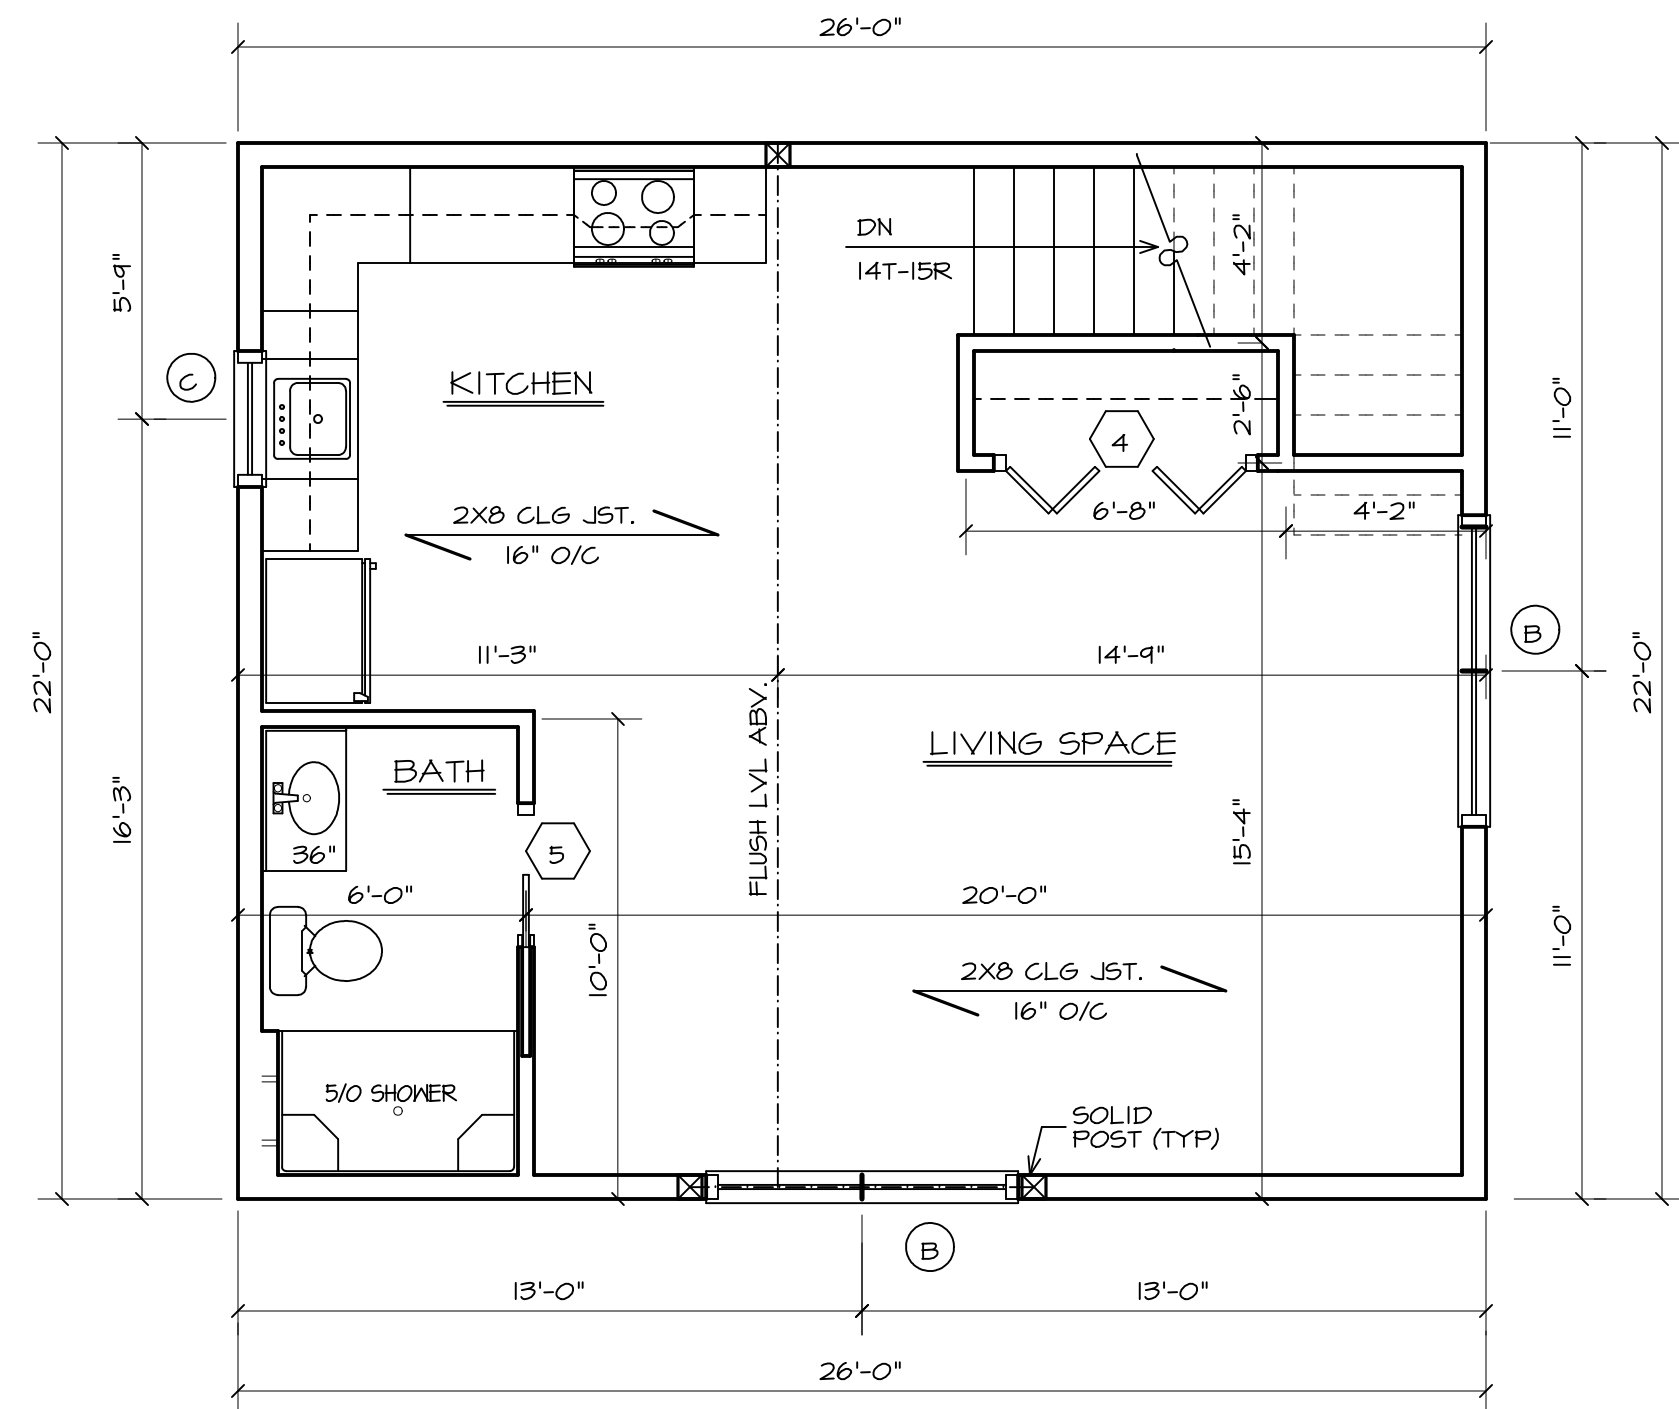 26'-0"
DN
14T-15R
4'-2"
5'-9"
C
KITCHEN
2'-6"
4
11'-0"
2X8 CLG JST.
16" O/C
6'-8"
4'-2"
B
22'-0"
22'-0"
11'-3"
14'-9"
FLUSH LVL ABV.
LIVING SPACE
BATH
16'-3"
36"
5
15'-4"
6'-0"
20'-0"
10'-0"
11'-0"
2X8 CLG JST.
16" O/C
5/0 SHOWER
SOLID
POST (TYP)
B
13'-0"
13'-0"
26'-0"